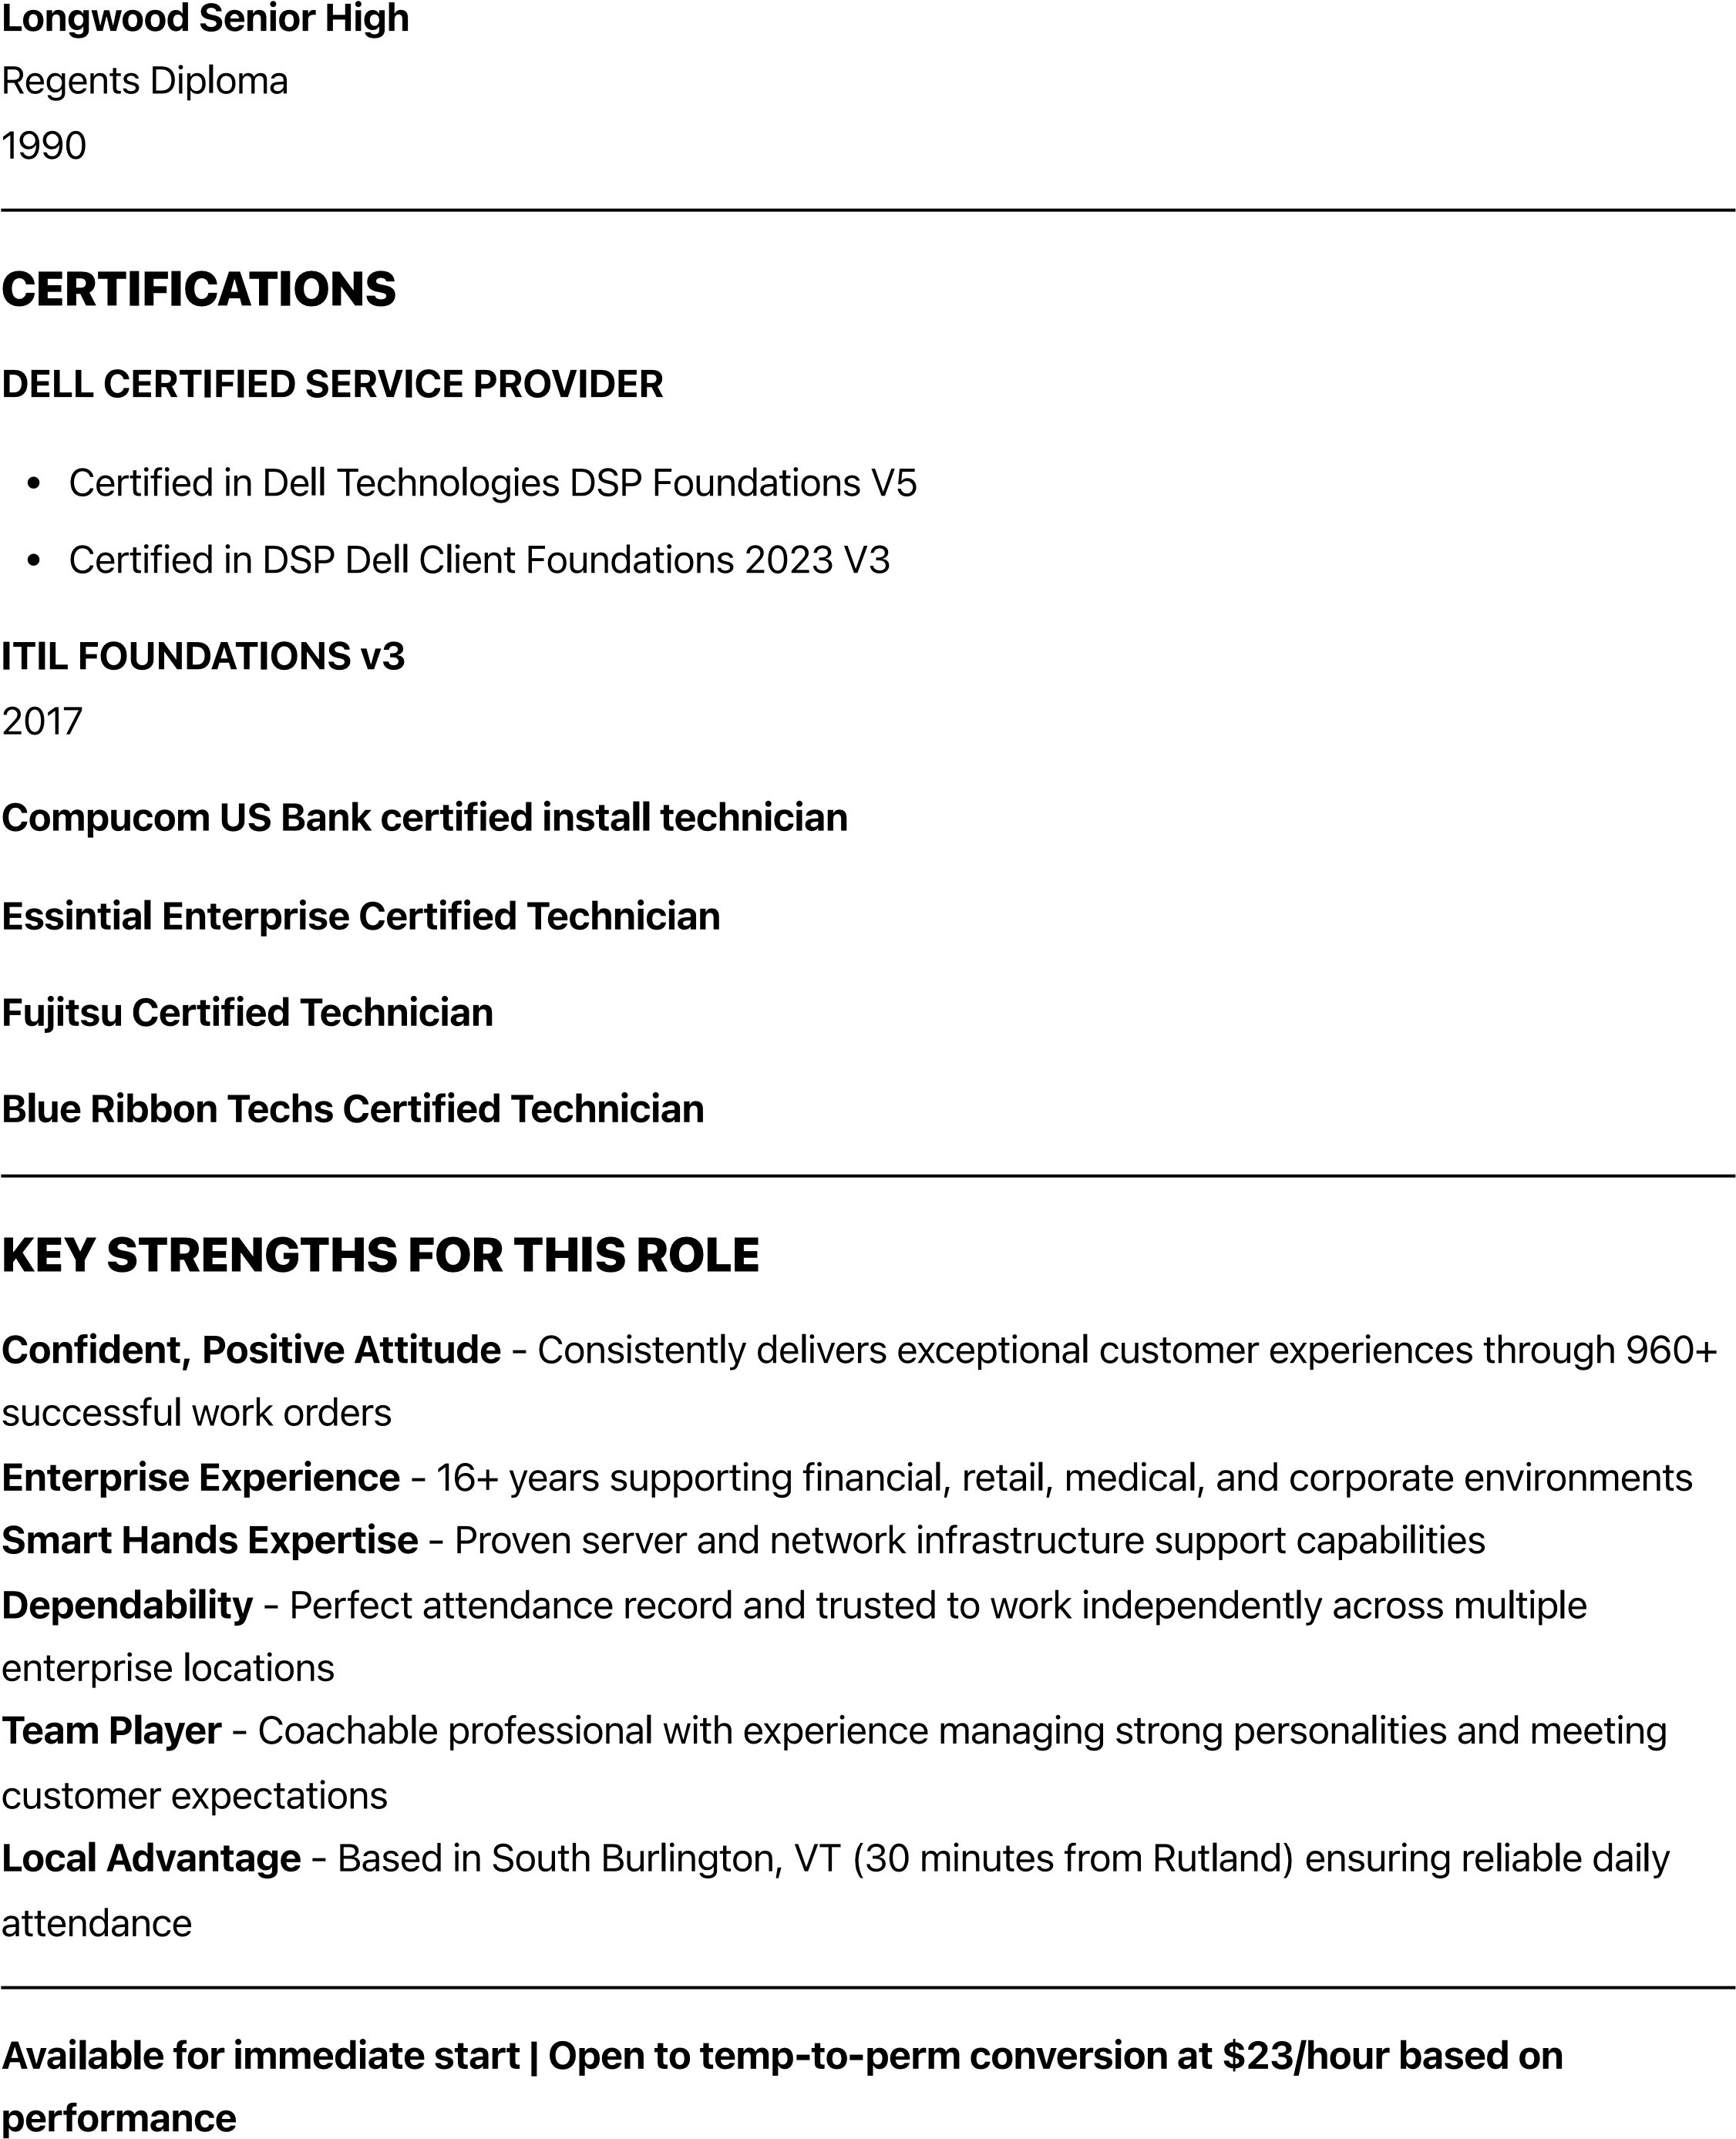 Longwood Senior High
Regents Diploma
1990
CERTIFICATIONS
DELL CERTIFIED SERVICE PROVIDER
• Certified in Dell Technologies DSP Foundations V5
• Certified in DSP Dell Client Foundations 2023 V3
ITIL FOUNDATIONS v3
2017
Compucom US Bank certified install technician
Essintial Enterprise Certified Technician
Fujitsu Certified Technician
Blue Ribbon Techs Certified Technician
KEY STRENGTHS FOR THIS ROLE
Confident, Positive Attitude - Consistently delivers exceptional customer experiences through 960+
successful work orders
Enterprise Experience - 16+ years supporting financial, retail, medical, and corporate environments
Smart Hands Expertise - Proven server and network infrastructure support capabilities
Dependability - Perfect attendance record and trusted to work independently across multiple
enterprise locations
Team Player - Coachable professional with experience managing strong personalities and meeting
customer expectations
Local Advantage - Based in South Burlington, VT (30 minutes from Rutland) ensuring reliable daily
attendance
Available for immediate start | Open to temp-to-perm conversion at $23/hour based on
performance